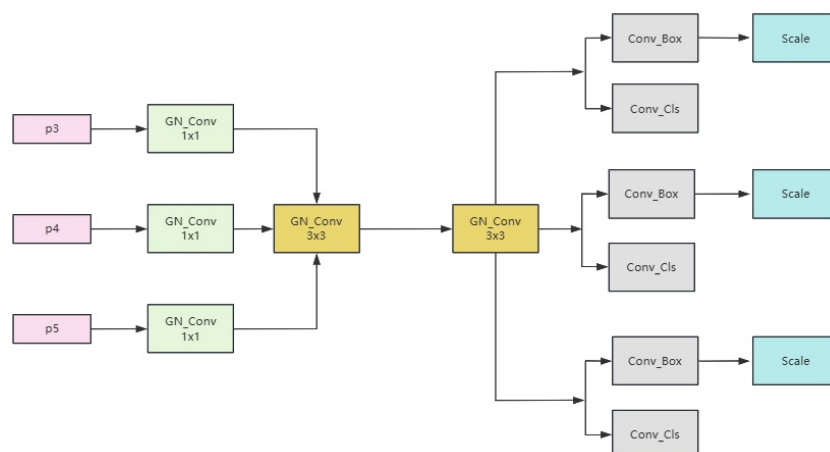 Conv_Box
Scale
Conv_Cls
p3
GN_Conv
1x1
p4
GN_Conv
1x1
GN_Conv
3x3
GN_Conv
3x3
Conv_Box
Scale
Conv_Cls
p5
GN_Conv
1x1
Conv_Box
Scale
Conv_Cls